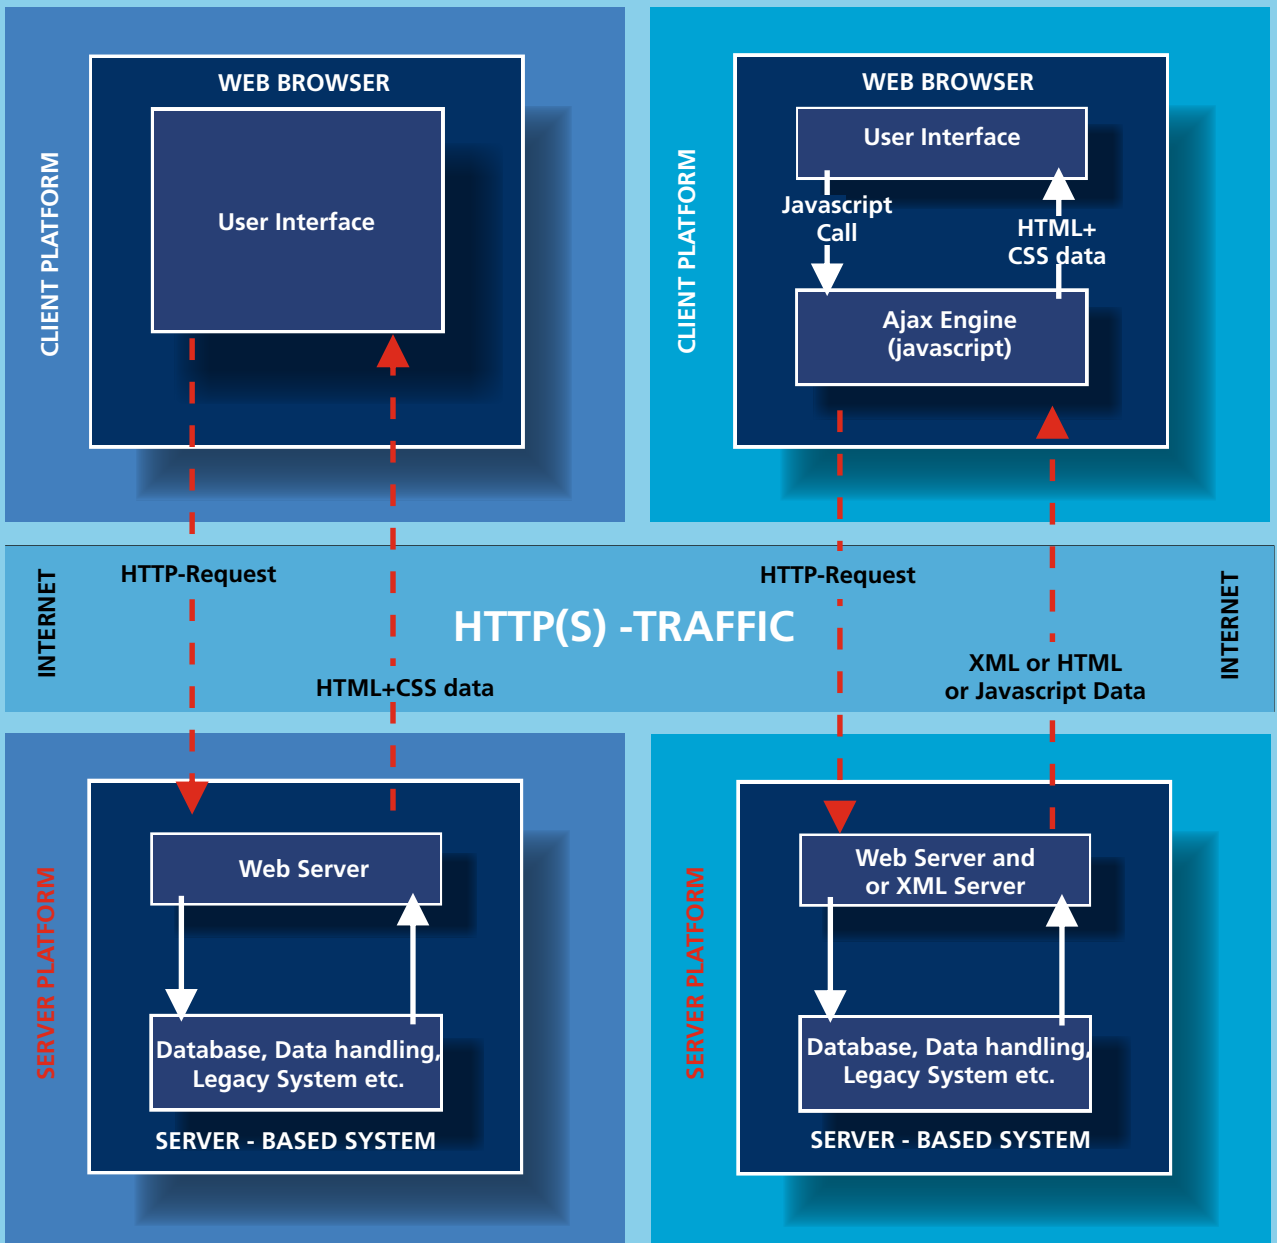 WEB BROWSER
User Interface
CLIENT PLATFORM
WEB BROWSER
User Interface
Javascript
Call
HTML+
CSS data
Ajax Engine
(javascript)
CLIENT PLATFORM
INTERNET
HTTP-Request
HTML+CSS data
HTTP(S) -TRAFFIC
HTTP-Request
XML or HTML
or Javascript Data
INTERNET
SERVER PLATFORM
Web Server
Database, Data handling,
Legacy System etc.
SERVER - BASED SYSTEM
SERVER PLATFORM
Web Server and
or XML Server
Database, Data handling,
Legacy System etc.
SERVER - BASED SYSTEM